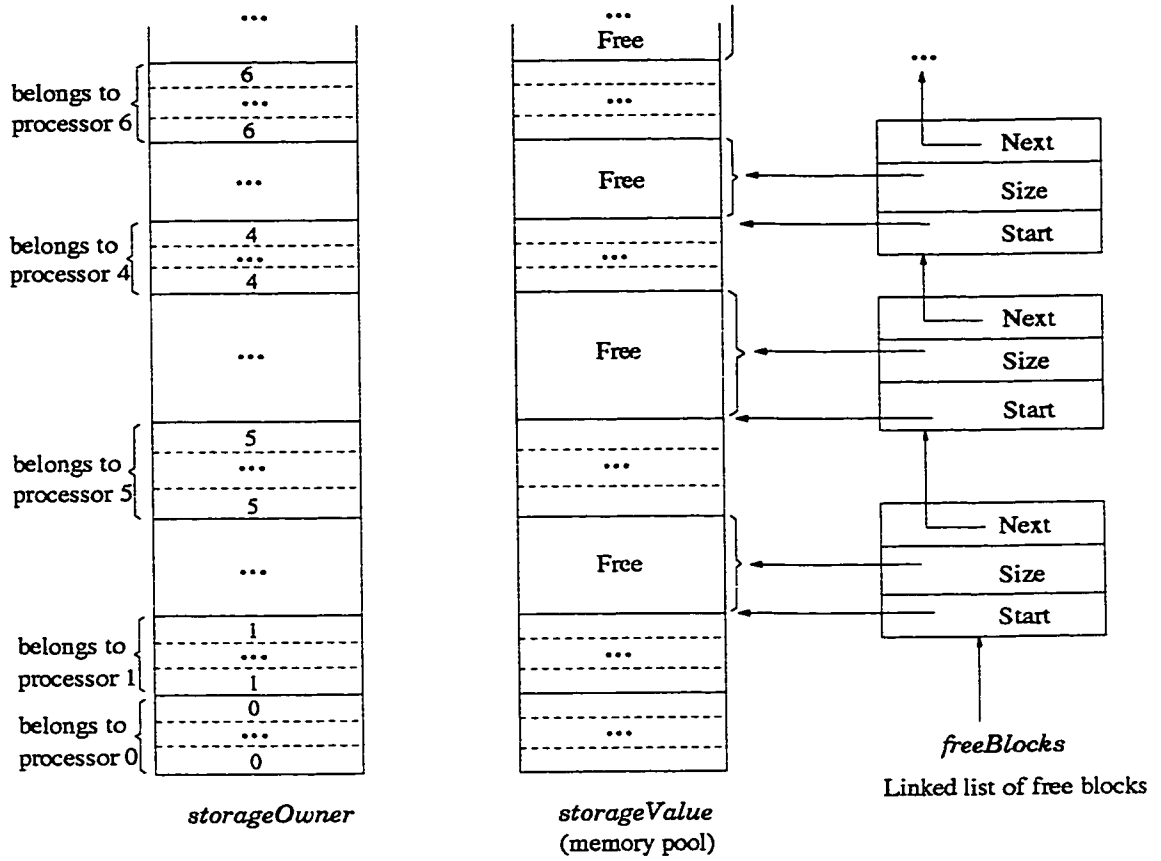 ...
...
Free
6
belongs to
processor 6
...
6
...
...
Next
...
Free
Size
4
belongs to
processor 4
...
4
...
Start
Next
...
Free
Size
Start
5
belongs to
processor 5
...
5
...
Next
...
Free
Size
Start
1
belongs to
processor 1
...
1
...
0
belongs to
processor 0
...
0
...
freeBlocks
Linked list of free blocks
storageOwner
storageValue
(memory pool)